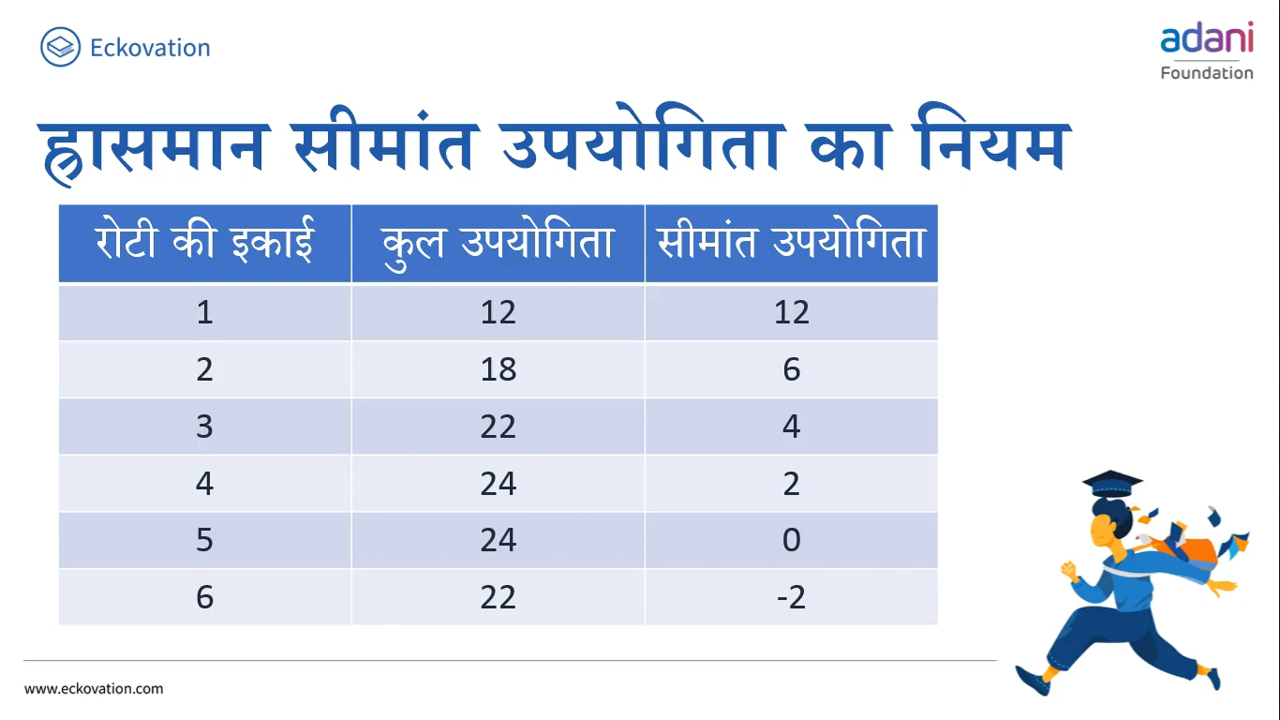 Eckovation
adani
Foundation
ह्रासमान सीमांत उपयोगिता का नियम
रोटी की इकाई कुल उपयोगिता सीमांत उपयोगिता
1 12 12
2 18 6
3 22 4
4 24 2
5 24 0
6 22 -2
www.eckovation.com